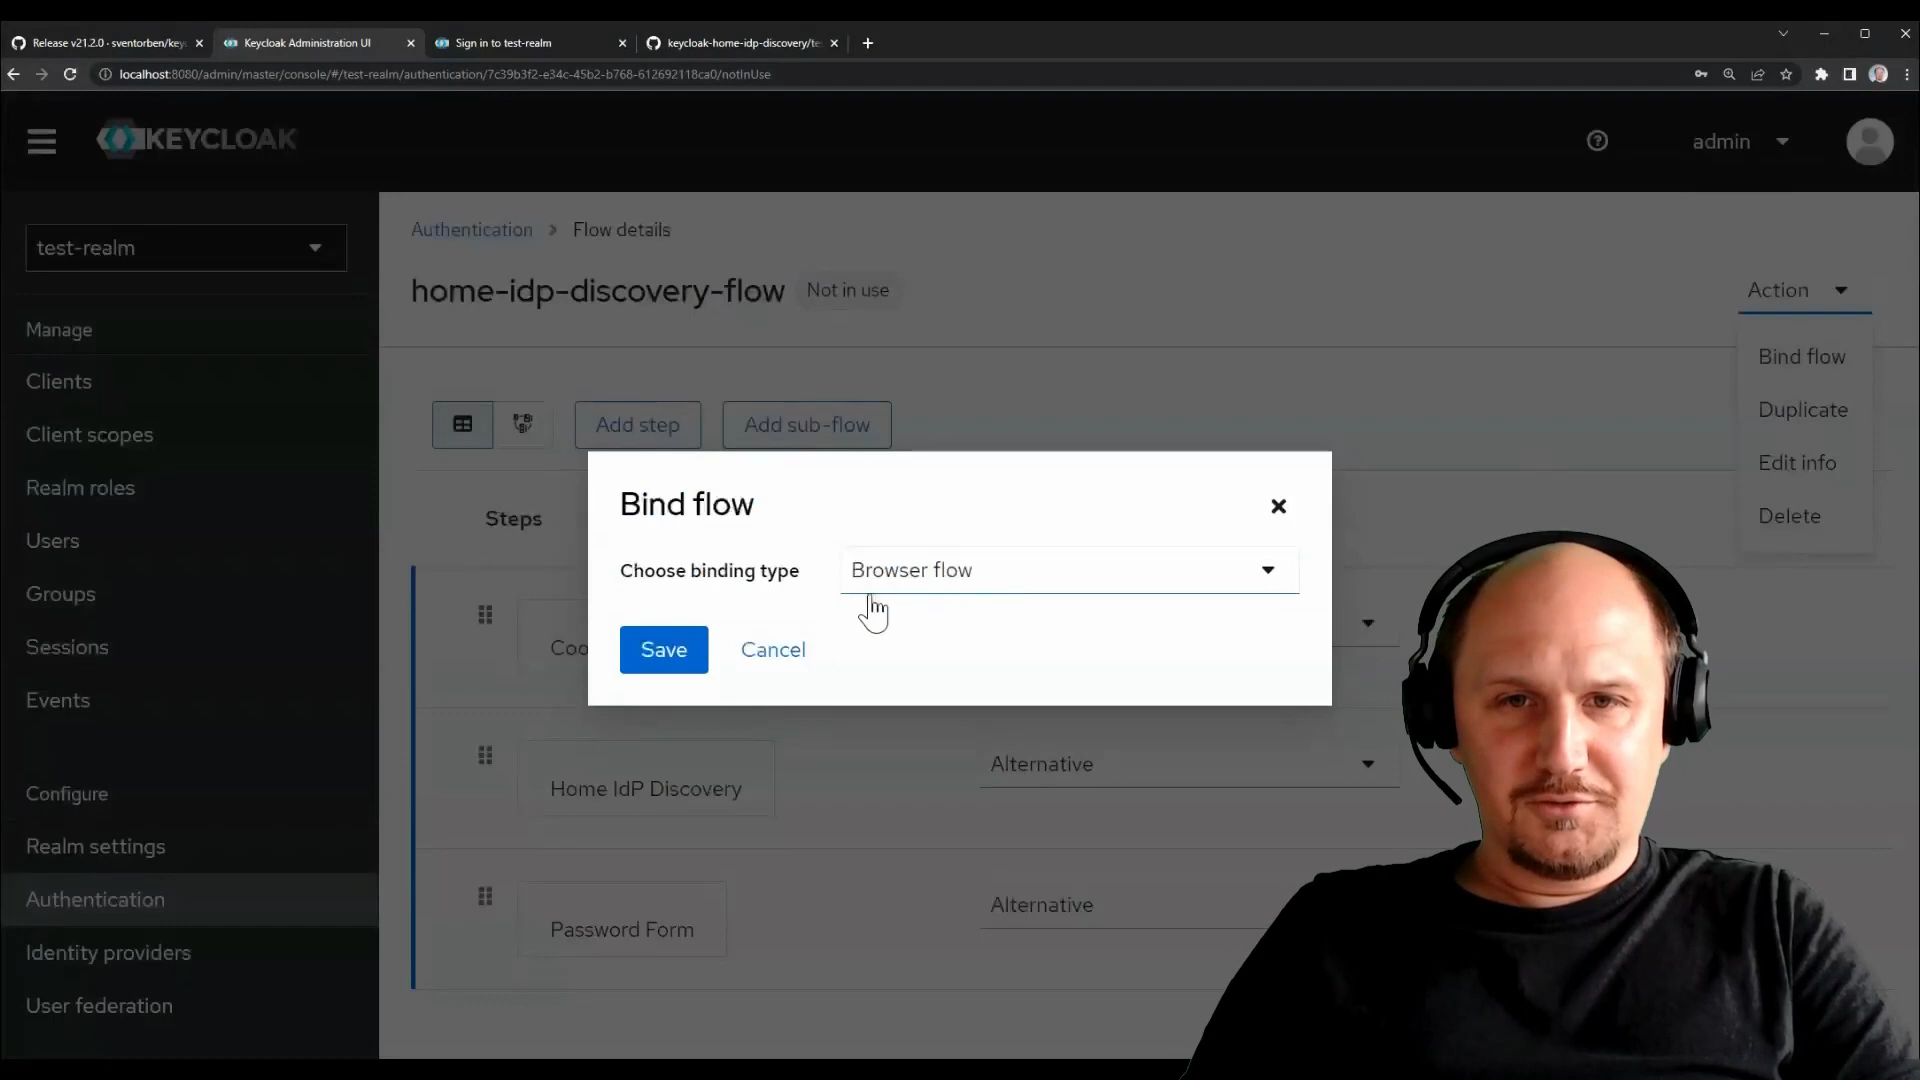 Release v21.2.0 · sventorben/key
Keycloak Administration UI
Sign in to test-realm
keycloak-home-idp-discovery/te
localhost:8080/admin/master/console/#/test-realm/authentication/7c39b3f2-e34c-45b2-b768-612692118ca0/notInUse
KEYCLOAK
admin
test-realm
Manage
Clients
Client scopes
Realm roles
Users
Groups
Sessions
Events
Configure
Realm settings
Authentication
Identity providers
User federation
Authentication > Flow details
home-idp-discovery-flow Not in use
Action
Bind flow
Duplicate
Edit info
Delete
Add step
Add sub-flow
Steps
Bind flow
Choose binding type Browser flow
Save Cancel
Coo
Home IdP Discovery Alternative
Password Form Alternative